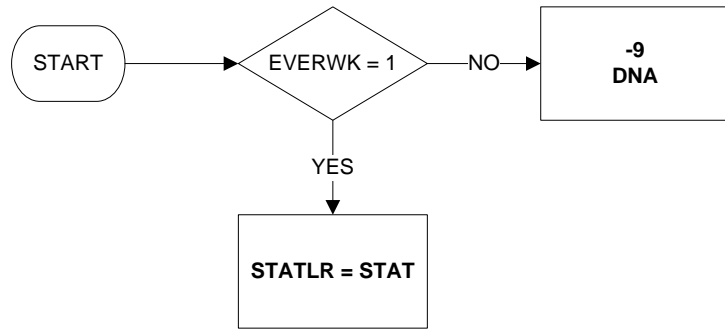 START
EVERWK = 1
NO
-9
DNA
YES
STATLR = STAT